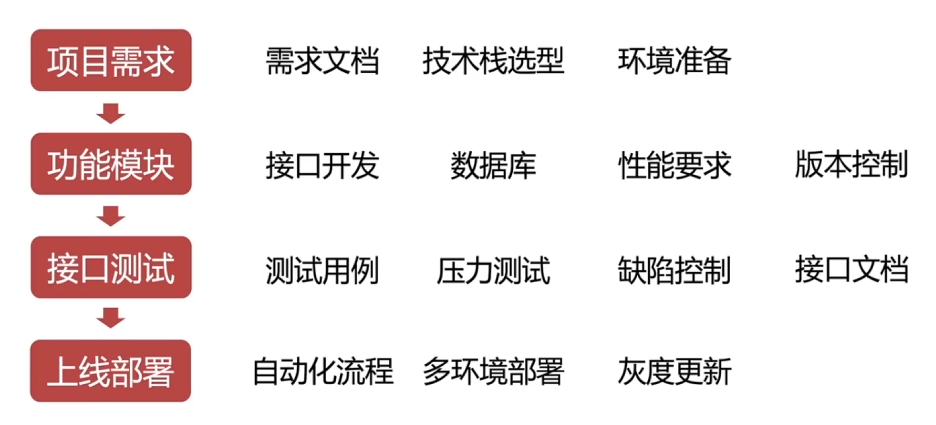 项目需求 需求文档 技术栈选型 环境准备
功能模块 接口开发 数据库 性能要求 版本控制
接口测试 测试用例 压力测试 缺陷控制 接口文档
上线部署 自动化流程 多环境部署 灰度更新